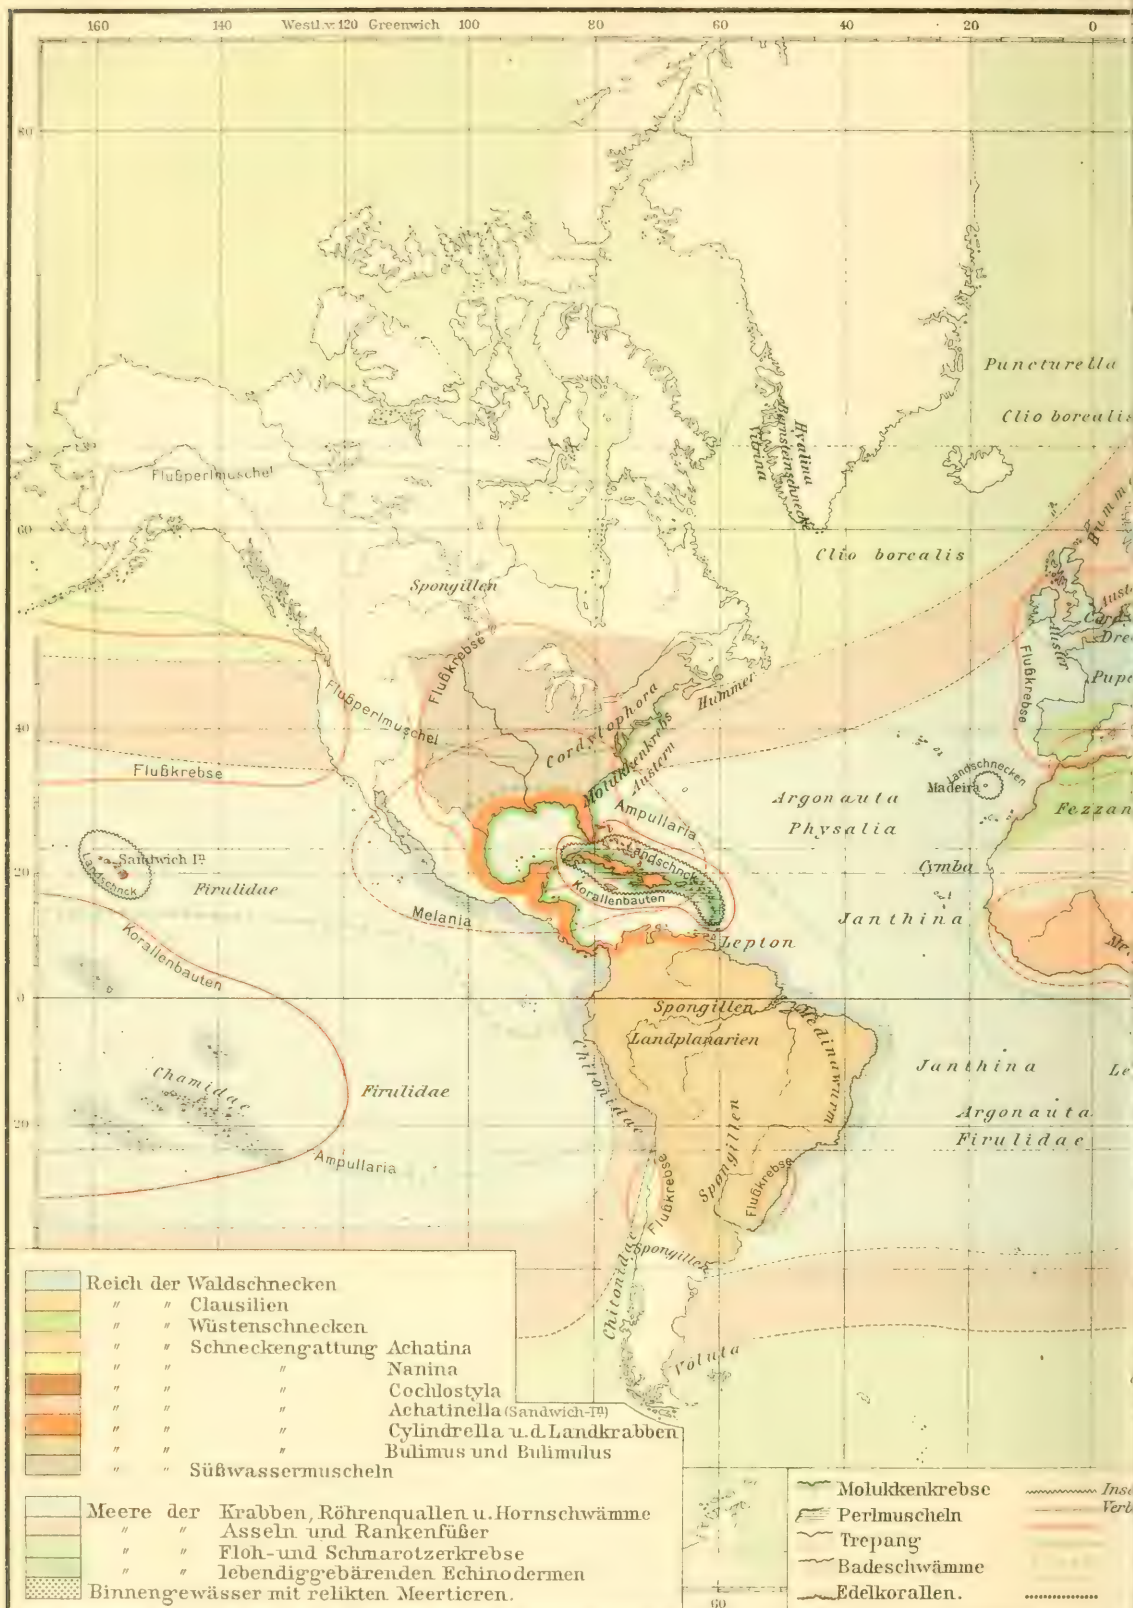 160 140 Westl.v. 120 Greenwich 100 80 60 40 20 0
80
Puncturella
Clio borealis
Hyalina
Bernsteinschnecke
Vitrina
Flußperlmuschel
60
Clio borealis
Spongillen
Flußkrebse
Auster
Flußkrebse
Flußperlmuschel
Cordylophora
Hummer
40
Flußkrebse
Molukkenkrebs
Austern
Landschnecken
Madeira
Argonauta
Ampullaria
Physalia
Fezzan
Sandwich Iⁿ
Landschneck
Landschneck
20
Firulidae
Cymba
Korallenbauten
Melania
Janthina
Lepton
Korallenbauten
0
Spongillen
Medinawurm
Landplanarien
Chitonidae
Janthina
Chamidae
Firulidae
Argonauta
20
Firulidae
Ampullaria
Spongillen
Flußkrebse
Flußkrebse
Spongillen
Chitonidae
Voluta
Reich der Waldschnecken
" " Clausilien
" " Wüstenschnecken
" " Schneckengattung Achatina
" " " Nanina
" " " Cochlostyla
" " " Achatinella (Sandwich-Iⁿ)
" " " Cylindrella u.d.Landkrabben
" " " Bulimus und Bulimulus
" " Süßwassermuscheln
Meere der Krabben, Röhrenquallen u. Hornschwämme
" " Asseln und Rankenfüßer
" " Floh-und Schmarotzerkrebse
" " lebendiggebärenden Echinodermen
Binnengewässer mit relikten Meertieren.
60
Molukkenkrebse
Perlmuscheln
Trepang
Badeschwämme
Edelkorallen.